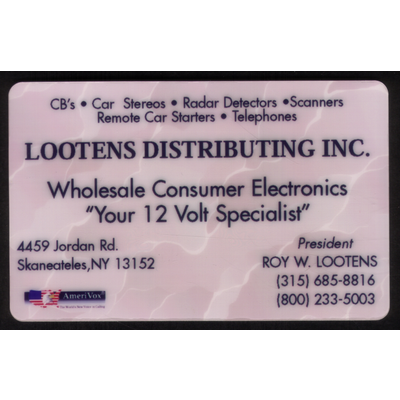 CB's • Car Stereos • Radar Detectors •Scanners
Remote Car Starters • Telephones
LOOTENS DISTRIBUTING INC.
Wholesale Consumer Electronics
"Your 12 Volt Specialist"
4459 Jordan Rd.
Skaneateles,NY 13152
President
ROY W. LOOTENS
(315) 685-8816
(800) 233-5003
AmeriVox